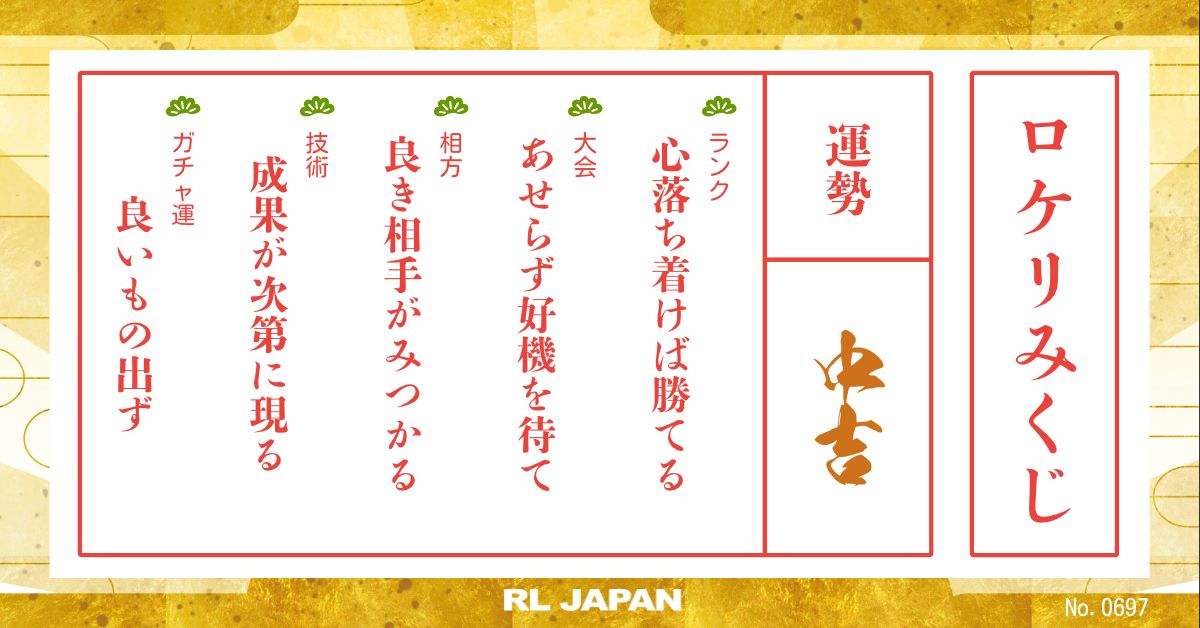 ロケリみくじ
運勢
中吉
ランク
心落ち着けば勝てる
大会
あせらず好機を待て
相方
良き相手がみつかる
技術
成果が次第に現る
ガチャ運
良いもの出ず
RL JAPAN
No. 0697